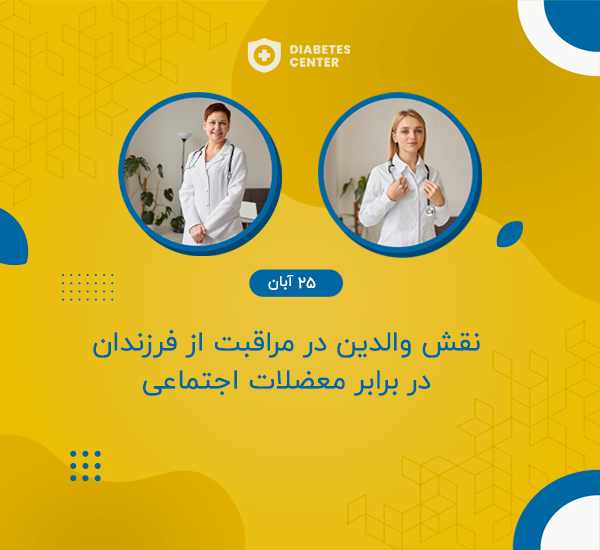 DIABETES
CENTER
۲۵ آبان
نقش والدین در مراقبت از فرزندان
در برابر معضلات اجتماعی